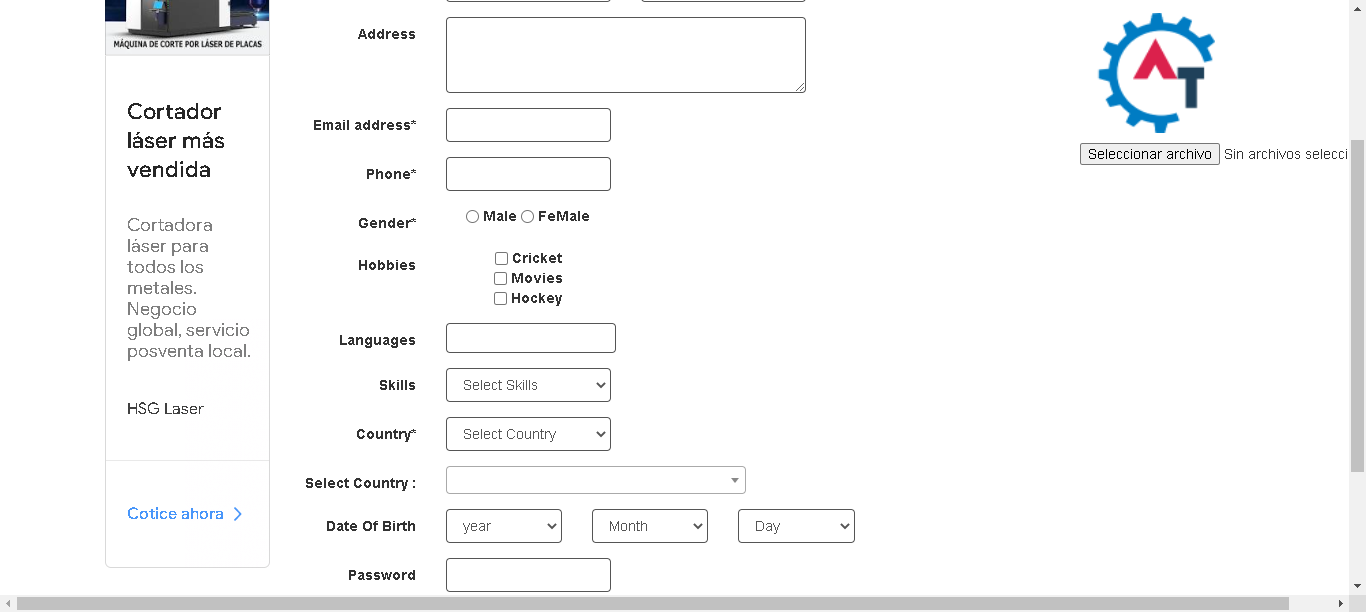 MÁQUINA DE CORTE POR LÁSER DE PLACAS
Cortador
láser más
vendida
Cortadora
láser para
todos los
metales.
Negocio
global, servicio
posventa local.
HSG Laser
Cotice ahora
Address
Email address*
Phone*
Gender*
Male FeMale
Hobbies
Cricket
Movies
Hockey
Languages
Skills
Select Skills
Country*
Select Country
Select Country :
Date Of Birth
year Month Day
Password
AT
Seleccionar archivo Sin archivos selecci